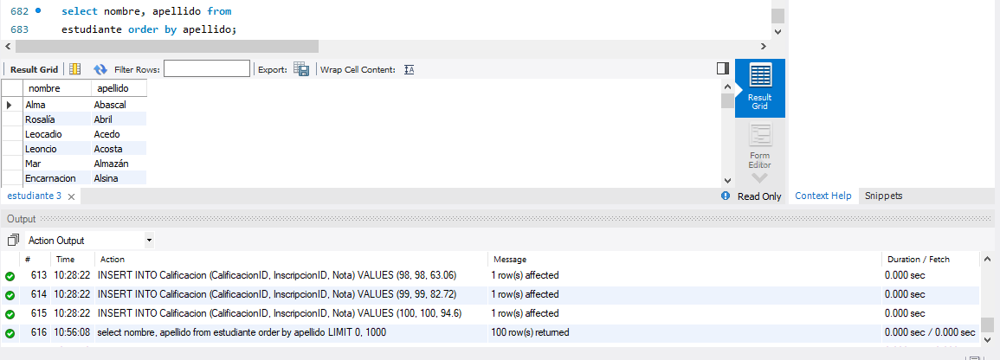 682 select nombre, apellido from
683 estudiante order by apellido;
Result Grid Filter Rows: Export: Wrap Cell Content:
nombre apellido
Alma Abascal
Rosalía Abril
Leocadio Acedo
Leoncio Acosta
Mar Almazán
Encarnacion Alsina
Result
Grid
Form
Editor
estudiante 3 Read Only Context Help Snippets
Output
Action Output
# Time Action Message Duration / Fetch
613 10:28:22 INSERT INTO Calificacion (CalificacionID, InscripcionID, Nota) VALUES (98, 98, 63.06) 1 row(s) affected 0.000 sec
614 10:28:22 INSERT INTO Calificacion (CalificacionID, InscripcionID, Nota) VALUES (99, 99, 82.72) 1 row(s) affected 0.000 sec
615 10:28:22 INSERT INTO Calificacion (CalificacionID, InscripcionID, Nota) VALUES (100, 100, 94.6) 1 row(s) affected 0.000 sec
616 10:56:08 select nombre, apellido from estudiante order by apellido LIMIT 0, 1000 100 row(s) returned 0.000 sec / 0.000 sec